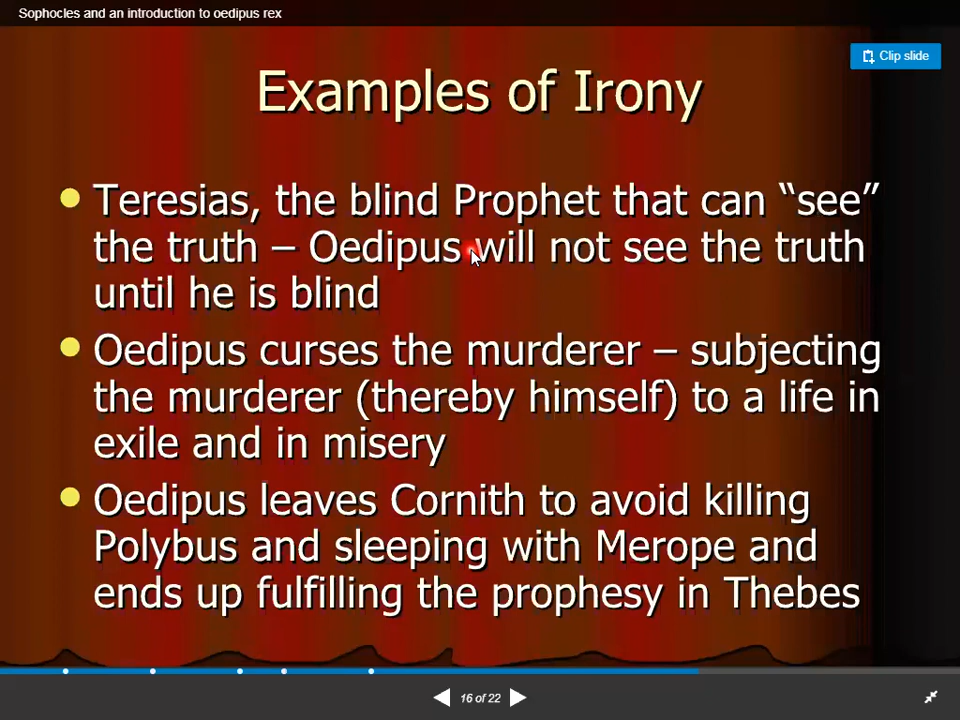 Sophocles and an introduction to oedipus rex
Clip slide
Examples of Irony
Teresias, the blind Prophet that can “see”
the truth – Oedipus will not see the truth
until he is blind
Oedipus curses the murderer – subjecting
the murderer (thereby himself) to a life in
exile and in misery
Oedipus leaves Cornith to avoid killing
Polybus and sleeping with Merope and
ends up fulfilling the prophesy in Thebes
16 of 22